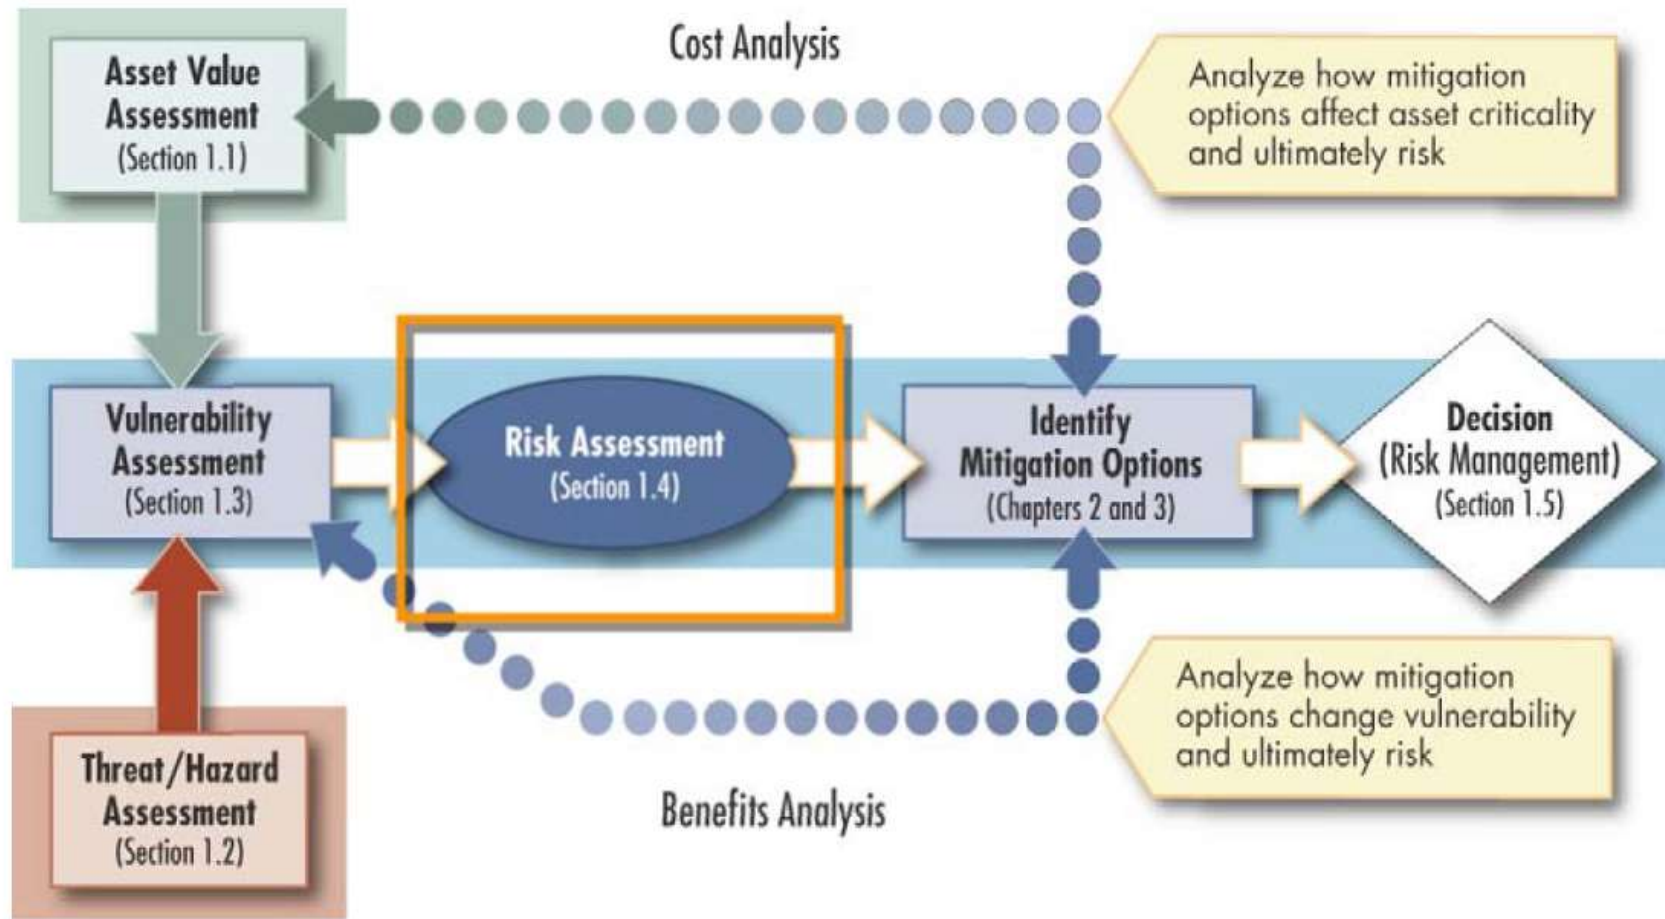 Cost Analysis
Asset Value
Assessment
(Section 1.1)
Analyze how mitigation
options affect asset criticality
and ultimately risk
Vulnerability
Assessment
(Section 1.3)
Risk Assessment
(Section 1.4)
Identify
Mitigation Options
(Chapters 2 and 3)
Decision
(Risk Management)
(Section 1.5)
Threat/Hazard
Assessment
(Section 1.2)
Analyze how mitigation
options change vulnerability
and ultimately risk
Benefits Analysis